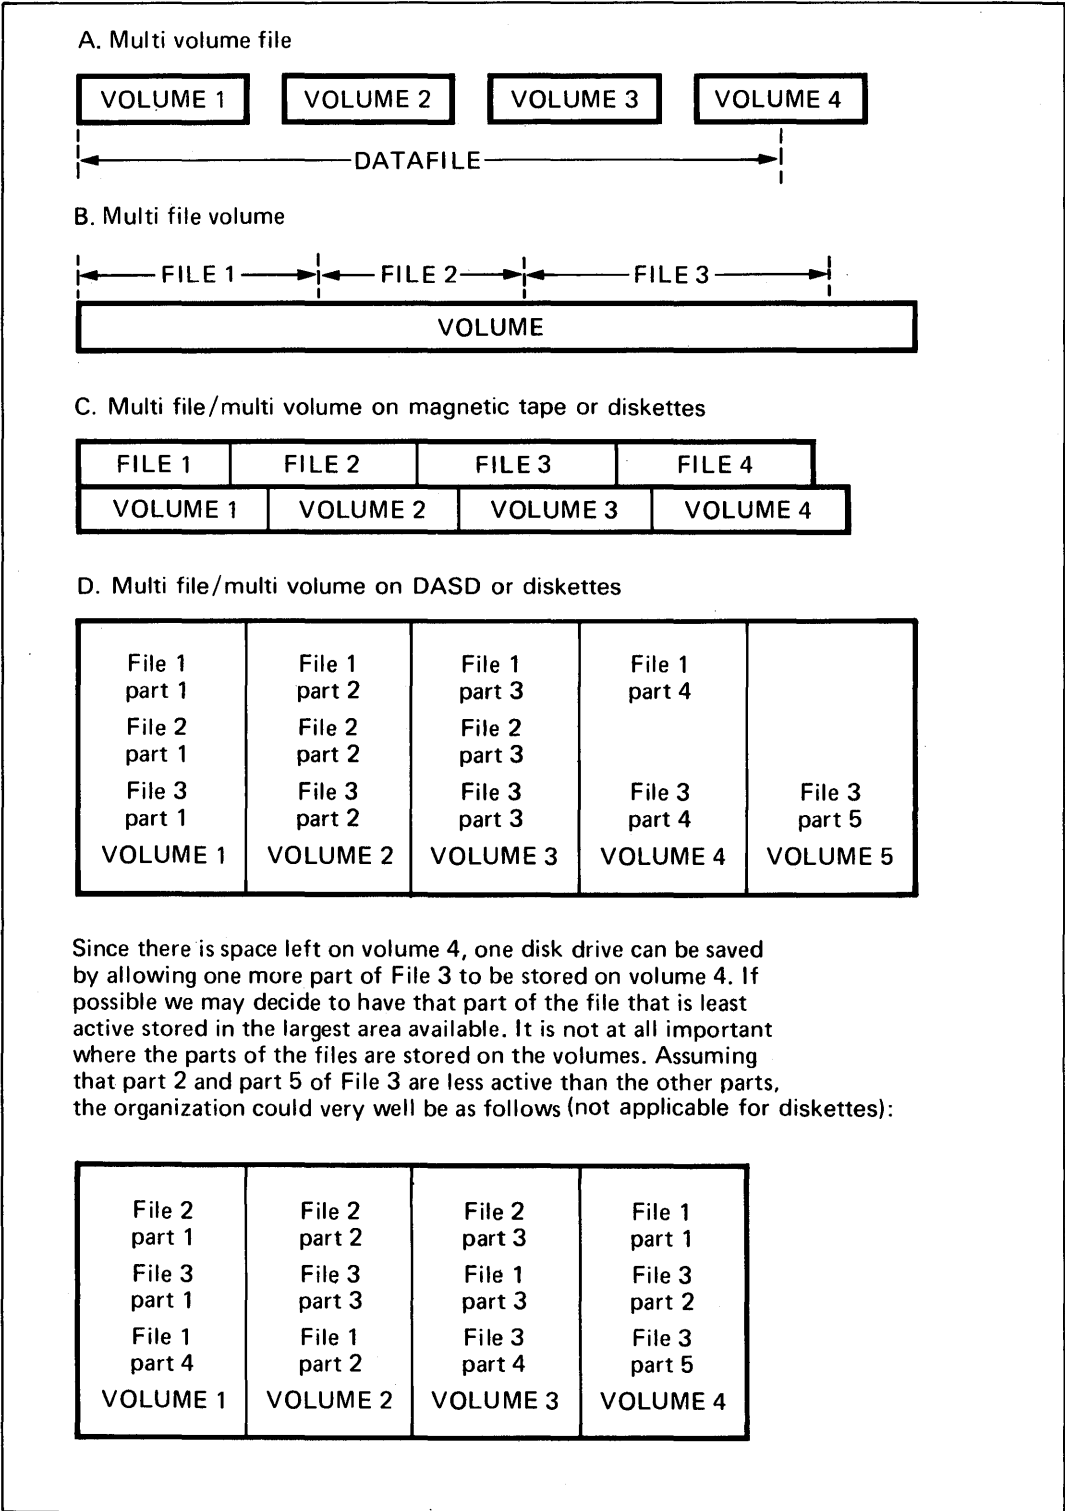 A. Multi volume file
VOLUME 1 VOLUME 2 VOLUME 3 VOLUME 4
DATAFILE
B. Multi file volume
FILE 1 FILE 2 FILE 3
VOLUME
C. Multi file/multi volume on magnetic tape or diskettes
FILE 1 FILE 2 FILE 3 FILE 4
VOLUME 1 VOLUME 2 VOLUME 3 VOLUME 4
D. Multi file/multi volume on DASD or diskettes
File 1 File 1 File 1 File 1
part 1 part 2 part 3 part 4
File 2 File 2 File 2
part 1 part 2 part 3
File 3 File 3 File 3 File 3 File 3
part 1 part 2 part 3 part 4 part 5
VOLUME 1 VOLUME 2 VOLUME 3 VOLUME 4 VOLUME 5
Since there is space left on volume 4, one disk drive can be saved
by allowing one more part of File 3 to be stored on volume 4. If
possible we may decide to have that part of the file that is least
active stored in the largest area available. It is not at all important
where the parts of the files are stored on the volumes. Assuming
that part 2 and part 5 of File 3 are less active than the other parts,
the organization could very well be as follows (not applicable for diskettes):
File 2 File 2 File 2 File 1
part 1 part 2 part 3 part 1
File 3 File 3 File 1 File 3
part 1 part 3 part 3 part 2
File 1 File 1 File 3 File 3
part 4 part 2 part 4 part 5
VOLUME 1 VOLUME 2 VOLUME 3 VOLUME 4